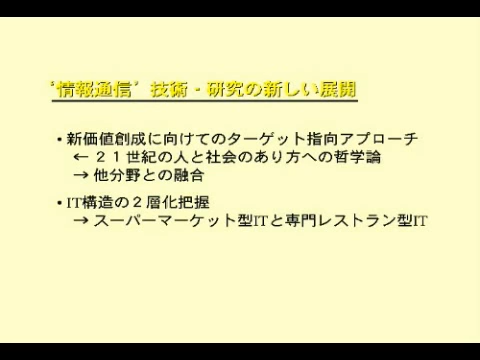 ‘情報通信’技術・研究の新しい展開
・新価値創成に向けてのターゲット指向アプローチ
← ２１世紀の人と社会のあり方への哲学論
→ 他分野との融合
・IT構造の２層化把握
→ スーパーマーケット型ITと専門レストラン型IT